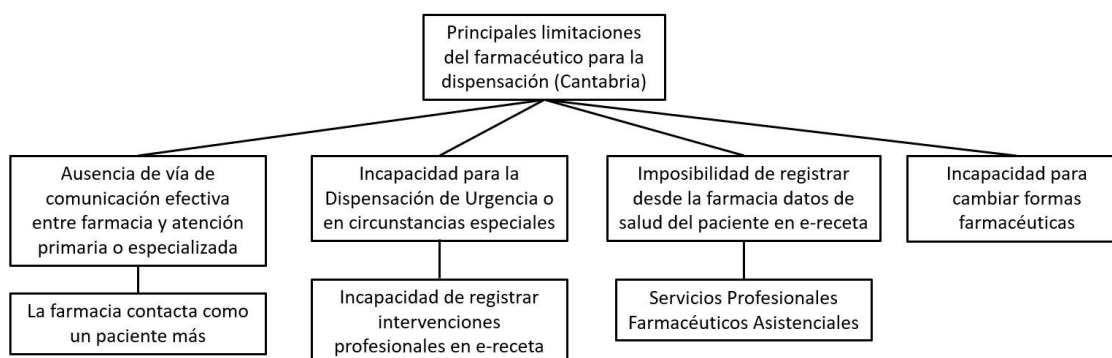 Principales limitaciones
del farmacéutico para la
dispensación (Cantabria)
Ausencia de vía de
comunicación efectiva
entre farmacia y atención
primaria o especializada
La farmacia contacta como
un paciente más
Incapacidad para la
Dispensación de Urgencia o
en circunstancias especiales
Incapacidad de registrar
intervenciones
profesionales en e-receta
Imposibilidad de registrar
desde la farmacia datos de
salud del paciente en e-receta
Servicios Profesionales
Farmacéuticos Asistenciales
Incapacidad para
cambiar formas
farmacéuticas